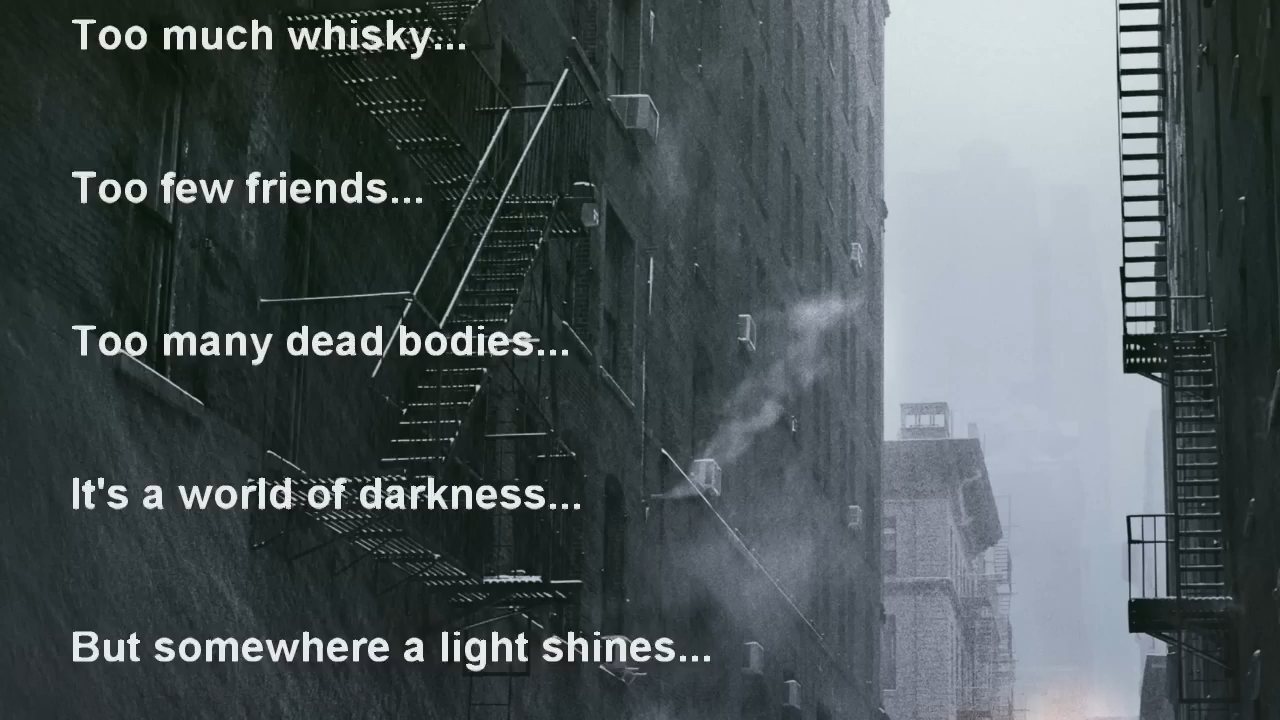 Too much whisky...
Too few friends...
Too many dead bodies...
It's a world of darkness...
But somewhere a light shines...